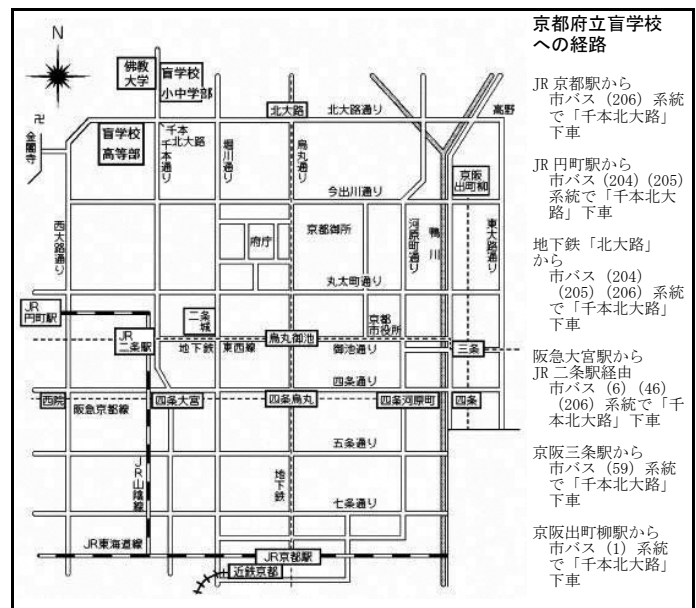 京都府立盲学校
への経路
JR 京都駅から
市バス（206）系統
で「千本北大路」
下車
JR 円町駅から
市バス（204）（205）
系統で「千本北大
路」下車
地下鉄「北大路」
から
市バス（204）
（205）（206）系統
で「千本北大路」
下車
阪急大宮駅から
JR 二条駅経由
市バス（6）（46）
（206）系統で「千
本北大路」下車
京阪三条駅から
市バス（59）系統
で「千本北大路」
下車
京阪出町柳駅から
市バス（1）系統
で「千本北大路」
下車
N
佛教
大学
盲学校
小中学部
北大路
北大路通り
高野
卍
金閣寺
盲学校
高等部
千本
北大路
千本通り
堀川通り
烏丸通り
京阪
出町柳
今出川通り
西大路通り
府庁
京都御所
河原町通り
鴨川
東大路通り
丸太町通り
JR
円町駅
二条
城
京都
市役所
JR
二条駅
地下鉄
東西線
烏丸御池
御池通り
三条
四条通り
西院
阪急京都線
四条大宮
四条烏丸
四条河原町
四条
五条通り
JR山陰線
地下鉄
七条通り
JR東海道線
JR京都駅
近鉄京都